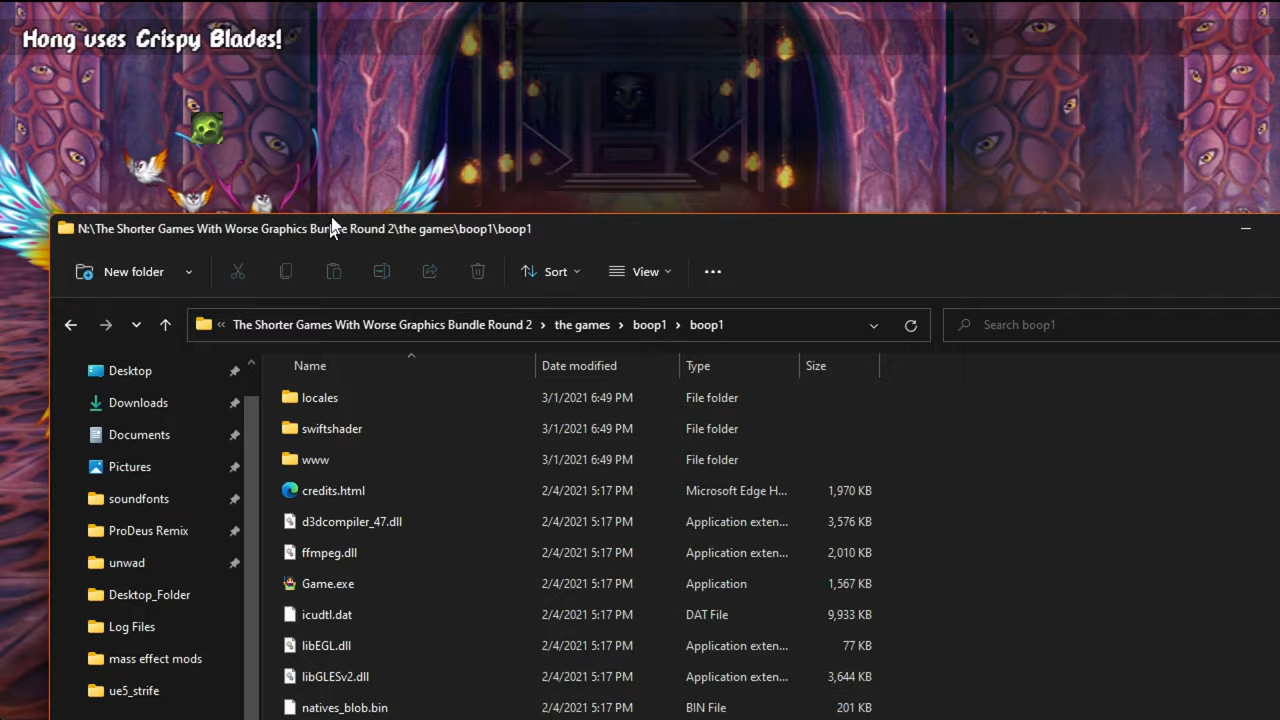 Hong uses Crispy Blades!
N:\The Shorter Games With Worse Graphics Bundle Round 2\the games\boop1\boop1
New folder Sort View
« The Shorter Games With Worse Graphics Bundle Round 2 > the games > boop1 > boop1 Search boop1
Name Date modified Type Size
Desktop
Downloads
Documents
Pictures
soundfonts
ProDeus Remix
unwad
Desktop_Folder
Log Files
mass effect mods
ue5_strife
locales 3/1/2021 6:49 PM File folder
swiftshader 3/1/2021 6:49 PM File folder
www 3/1/2021 6:49 PM File folder
credits.html 2/4/2021 5:17 PM Microsoft Edge H... 1,970 KB
d3dcompiler_47.dll 2/4/2021 5:17 PM Application exten... 3,576 KB
ffmpeg.dll 2/4/2021 5:17 PM Application exten... 2,010 KB
Game.exe 2/4/2021 5:17 PM Application 1,567 KB
icudtl.dat 2/4/2021 5:17 PM DAT File 9,933 KB
libEGL.dll 2/4/2021 5:17 PM Application exten... 77 KB
libGLESv2.dll 2/4/2021 5:17 PM Application exten... 3,644 KB
natives_blob.bin 2/4/2021 5:17 PM BIN File 201 KB